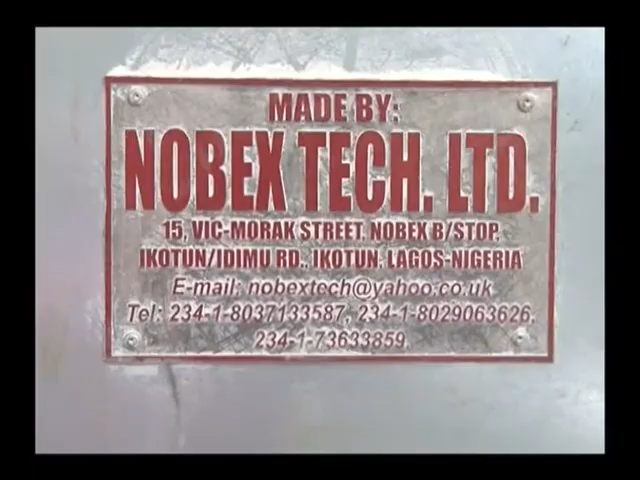 MADE BY:
NOBEX TECH. LTD.
15, VIC-MORAK STREET, NOBEX B/STOP,
IKOTUN/IDIMU RD., IKOTUN, LAGOS-NIGERIA
E-mail: nobextech@yahoo.co.uk
Tel: 234-1-8037133587, 234-1-8029063626,
234-1-73633859